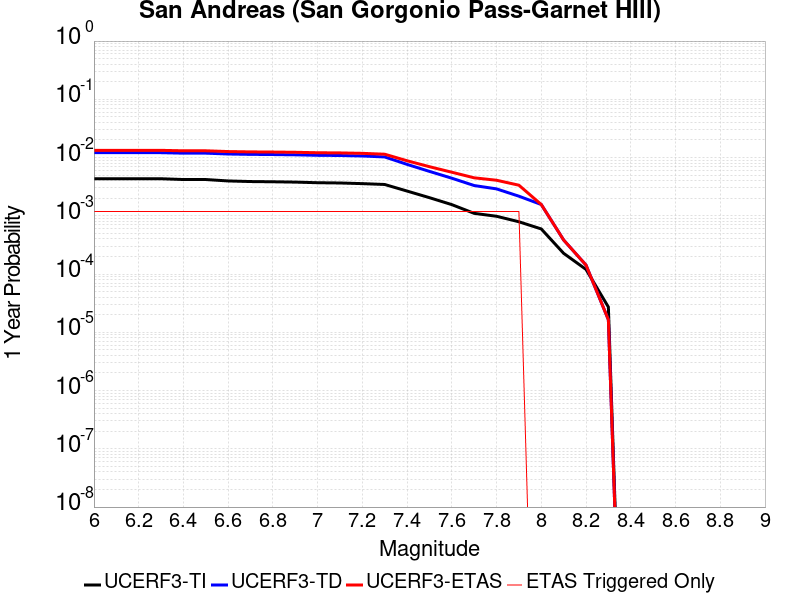 San Andreas (San Gorgonio Pass-Garnet HIll)
10^0
10^-1
10^-2
10^-3
10^-4
10^-5
10^-6
10^-7
10^-8
1 Year Probability
6 6.2 6.4 6.6 6.8 7 7.2 7.4 7.6 7.8 8 8.2 8.4 8.6 8.8 9
Magnitude
UCERF3-TI UCERF3-TD UCERF3-ETAS ETAS Triggered Only